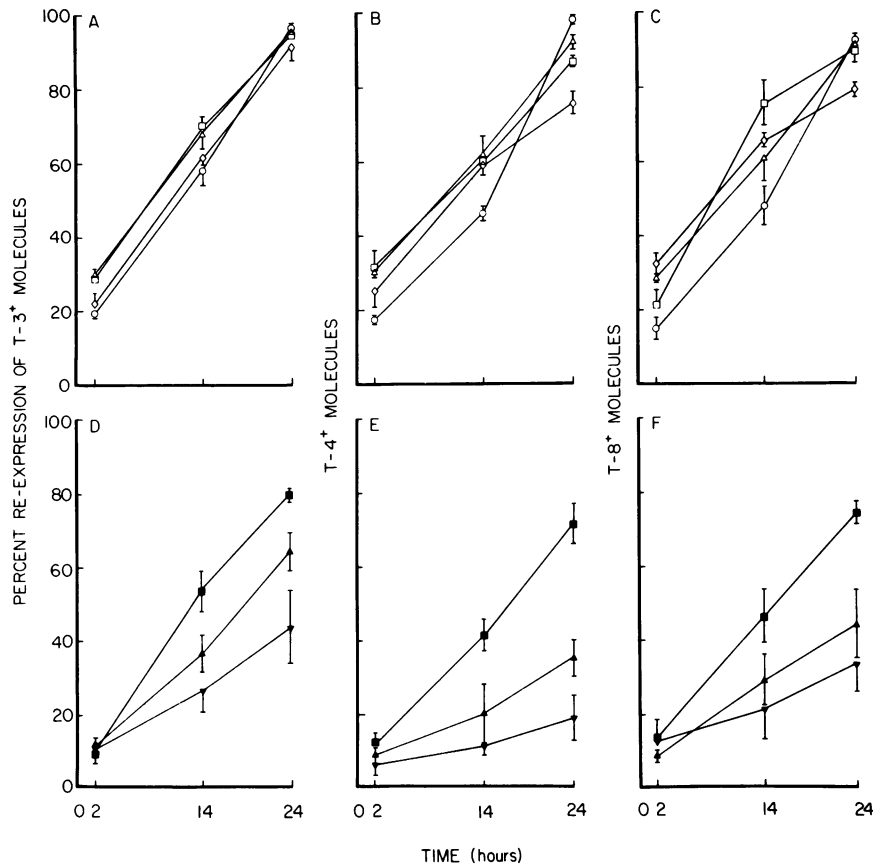 PERCENT RE-EXPRESSION OF T-3⁺ MOLECULES
100
80
60
40
20
0
A
T-4⁺ MOLECULES
B
T-8⁺ MOLECULES
C
100
80
60
40
20
0
D
E
F
0 2 14 24
0 2 14 24
0 2 14 24
TIME (hours)